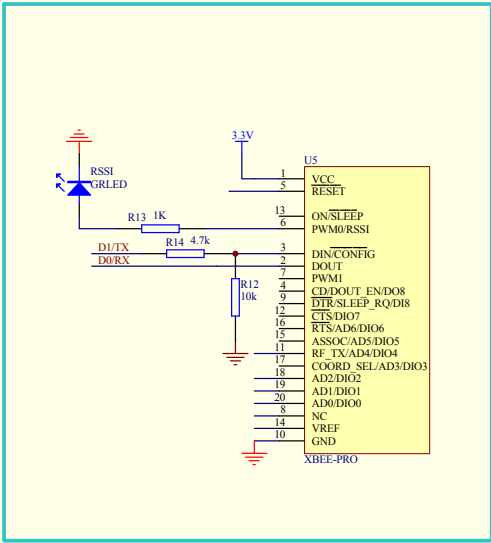 3.3V
U5
RSSI
GRLED
1 VCC
5 RESET
13 ON/SLEEP
R13 1K
6 PWM0/RSSI
D1/TX
R14 4.7k
3 DIN/CONFIG
D0/RX
2 DOUT
7 PWM1
R12
10k
4 CD/DOUT_EN/DO8
9 DTR/SLEEP_RQ/DI8
12 CTS/DIO7
16 RTS/AD6/DIO6
15 ASSOC/AD5/DIO5
11 RF_TX/AD4/DIO4
17 COORD_SEL/AD3/DIO3
18 AD2/DIO2
19 AD1/DIO1
20 AD0/DIO0
8 NC
14 VREF
10 GND
XBEE-PRO